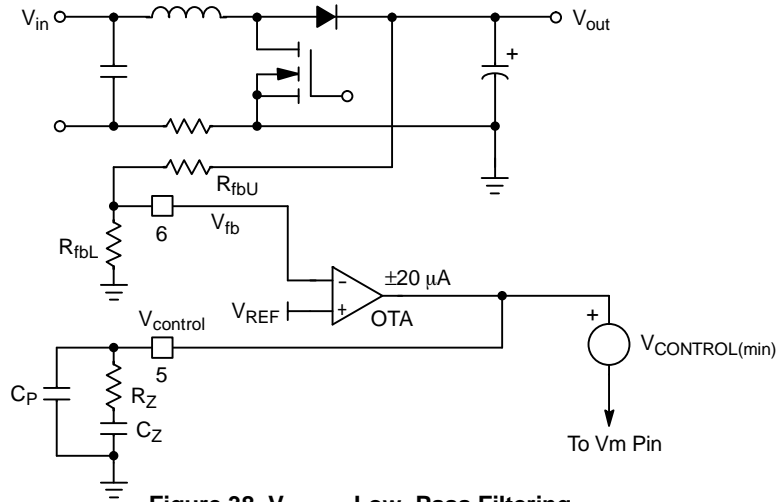 Vin
Vout
+
RfbU
6
Vfb
RfbL
−
±20 μA
VREF
+
OTA
Vcontrol
5
+
VCONTROL(min)
CP
RZ
CZ
To Vm Pin
Figure 38. V Low-Pass Filtering